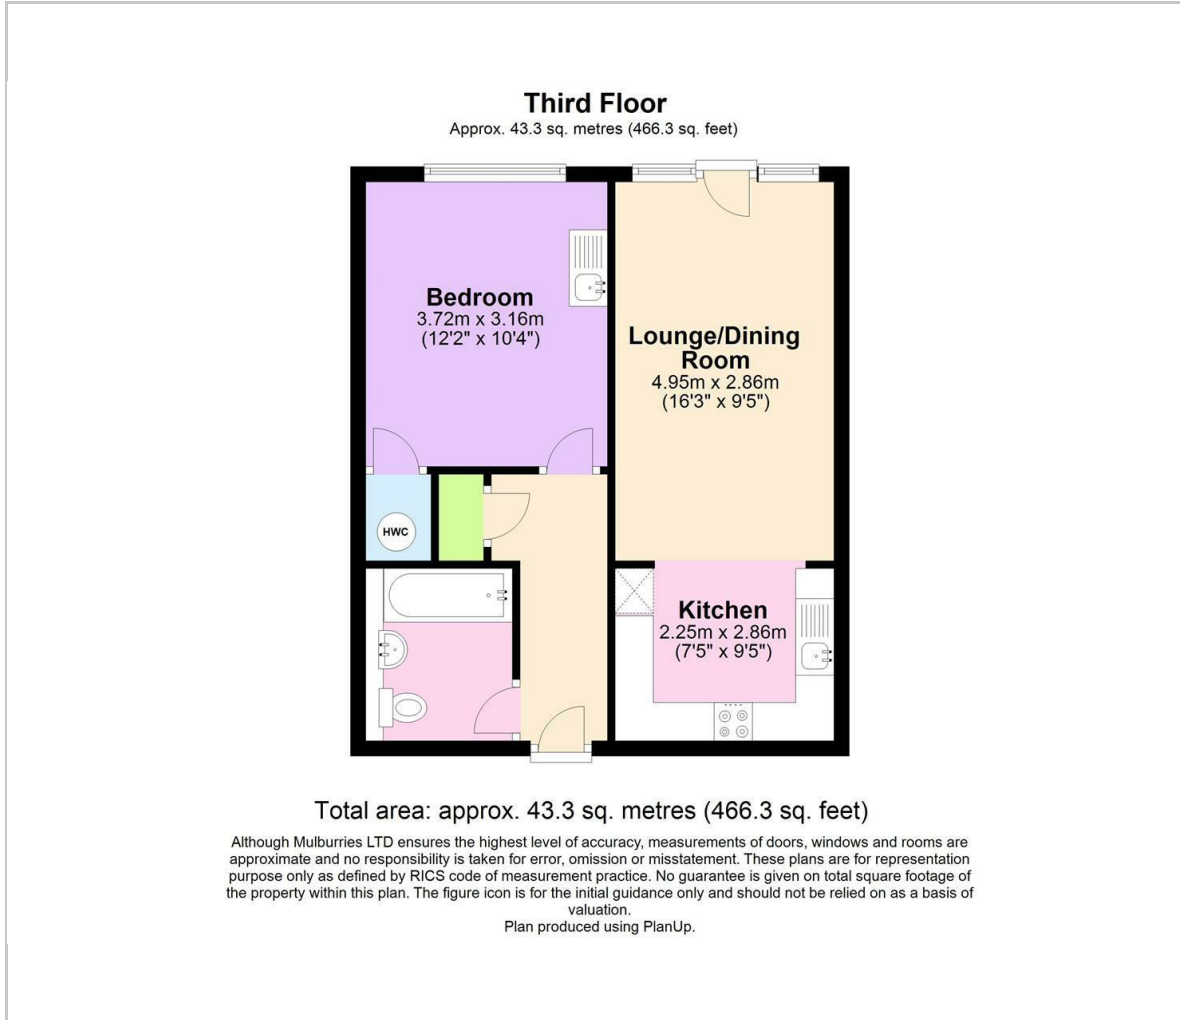 Third Floor
Approx. 43.3 sq. metres (466.3 sq. feet)
Bedroom
3.72m x 3.16m
(12'2" x 10'4")
Lounge/Dining
Room
4.95m x 2.86m
(16'3" x 9'5")
HWC
Kitchen
2.25m x 2.86m
(7'5" x 9'5")
Total area: approx. 43.3 sq. metres (466.3 sq. feet)
Although Mulburries LTD ensures the highest level of accuracy, measurements of doors, windows and rooms are
approximate and no responsibility is taken for error, omission or misstatement. These plans are for representation
purpose only as defined by RICS code of measurement practice. No guarantee is given on total square footage of
the property within this plan. The figure icon is for the initial guidance only and should not be relied on as a basis of
valuation.
Plan produced using PlanUp.